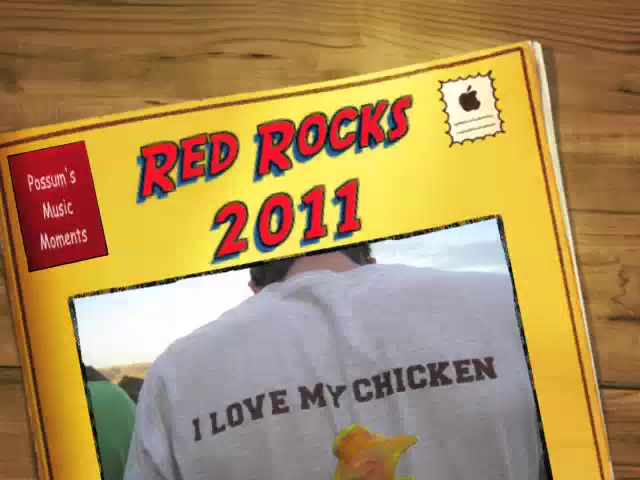 RED ROCKS
2011
Possum's
Music
Moments
I LOVE MY CHICKEN